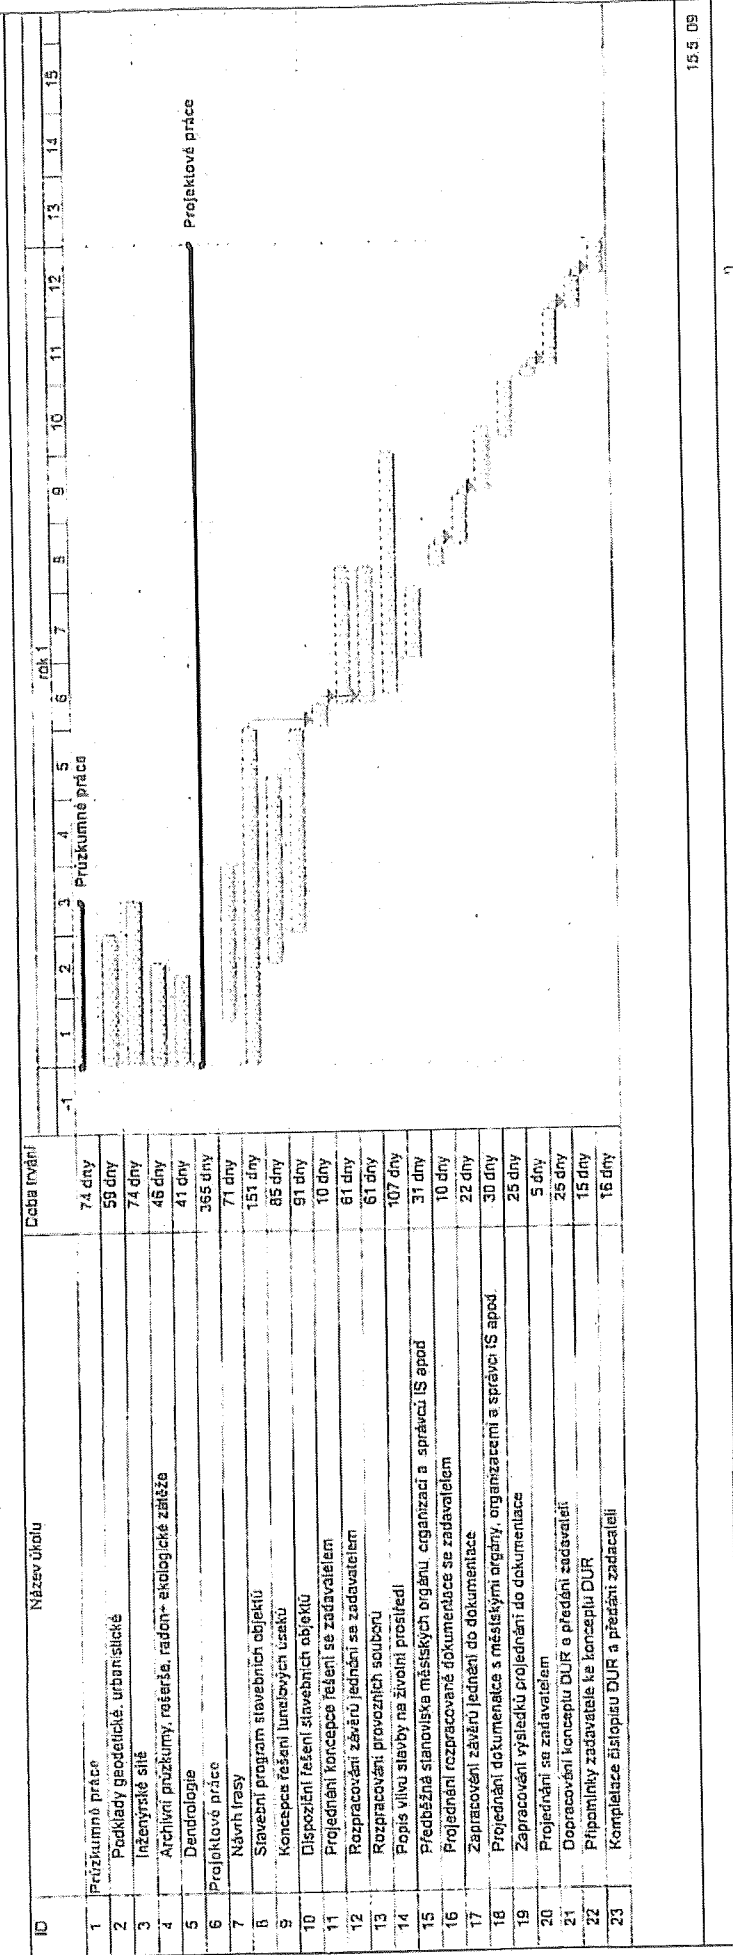 ID Název úkolu Doba trvání
rok 1
-1 1 2 3 4 5 6 7 8 9 10 11 12 13 14 15
1 Průzkumné práce 74 dny Průzkumné práce
2 Podklady geodetické, urbanistické 59 dny
3 Inženýrské sítě 74 dny
4 Archivní průzkumy, rešerše, radon+ ekologické zátěže 46 dny
5 Dendrologie 41 dny
6 Projektové práce 365 dny Projektové práce
7 Návrh trasy 71 dny
8 Stavební program stavebních objektů 151 dny
9 Koncepce řešení tunelových úseků 85 dny
10 Dispoziční řešení stavebních objektů 91 dny
11 Projednání koncepce řešení se zadavatelem 10 dny
12 Rozpracování závěrů jednání se zadavatelem 61 dny
13 Rozpracování provozních souborů 61 dny
14 Popis vlivu stavby na životní prostředí 107 dny
15 Předběžná stanoviska městských orgánů, organizací a správců IS apod 31 dny
16 Projednání rozpracované dokumentace se zadavatelem 10 dny
17 Zapracování závěrů jednání do dokumentace 22 dny
18 Projednání dokumenatce s městskými orgány, organizacemi a správci IS apod. 30 dny
19 Zapracování výsledků projednání do dokumentace 25 dny
20 Projednání se zadavatelem 5 dny
21 Dopracování konceptu DUR a předání zadavateli 25 dny
22 Připomínky zadavatele ke konceptu DUR 15 dny
23 Kompletace čistopisu DUR a předání zadacateli 16 dny
15.5. 09